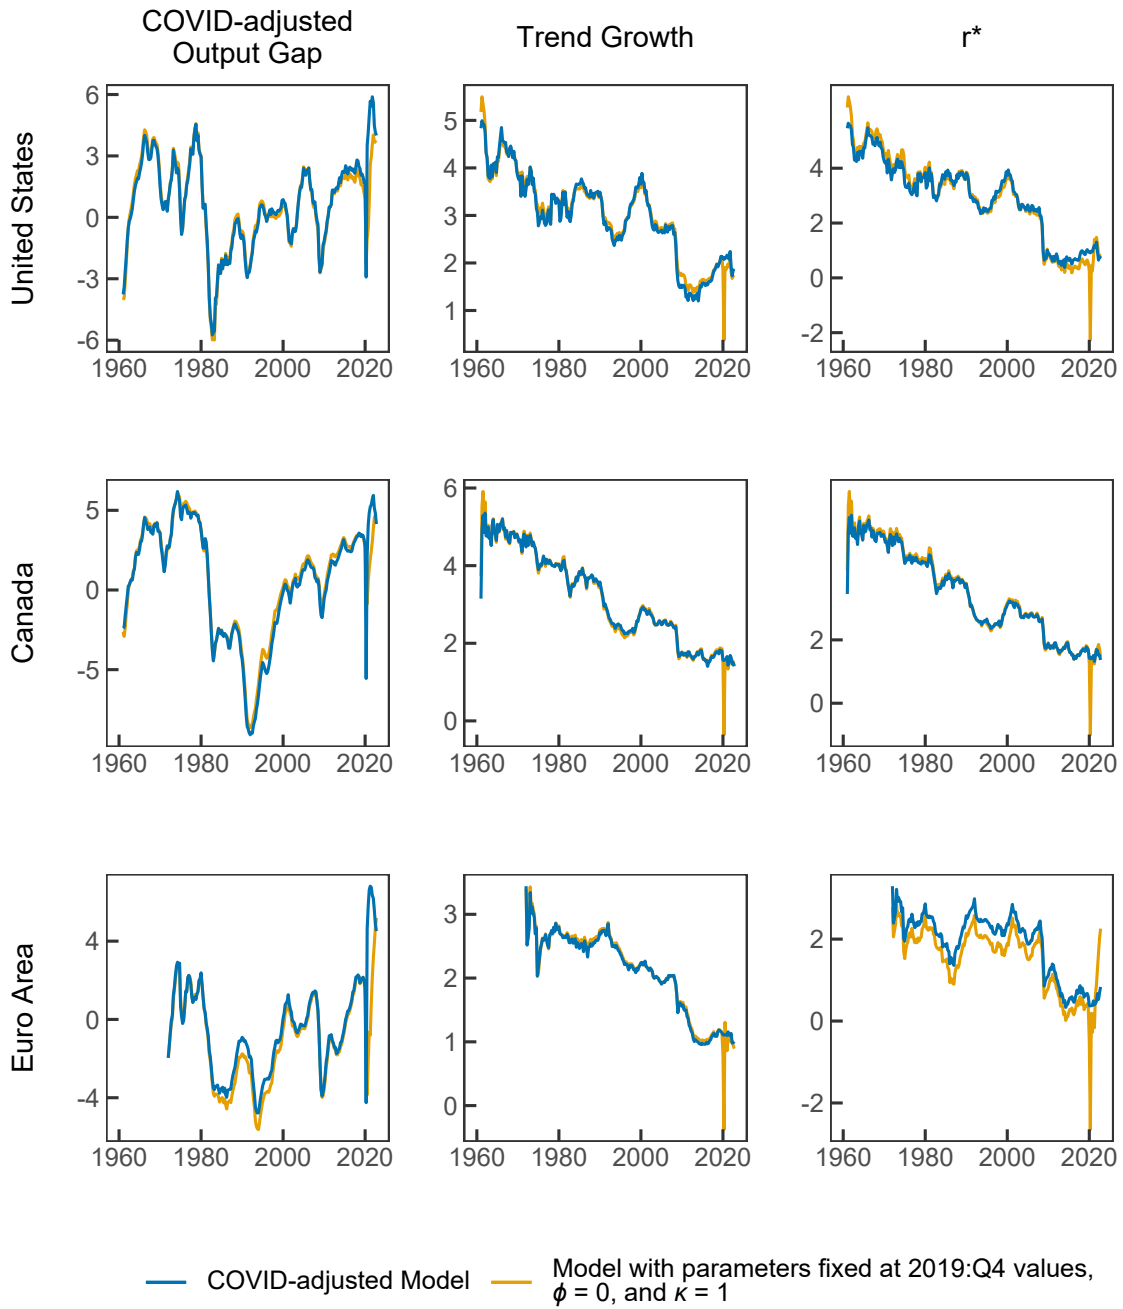 COVID-adjusted
Output Gap
Trend Growth
r*
United States
6
3
0
-3
-6
1960 1980 2000 2020
5
4
3
2
1
1960 1980 2000 2020
4
2
0
-2
1960 1980 2000 2020
Canada
5
0
-5
1960 1980 2000 2020
6
4
2
0
1960 1980 2000 2020
2
0
1960 1980 2000 2020
Euro Area
4
0
-4
1960 1980 2000 2020
3
2
1
0
1960 1980 2000 2020
2
0
-2
1960 1980 2000 2020
COVID-adjusted Model
Model with parameters fixed at 2019:Q4 values,
ϕ = 0, and κ = 1